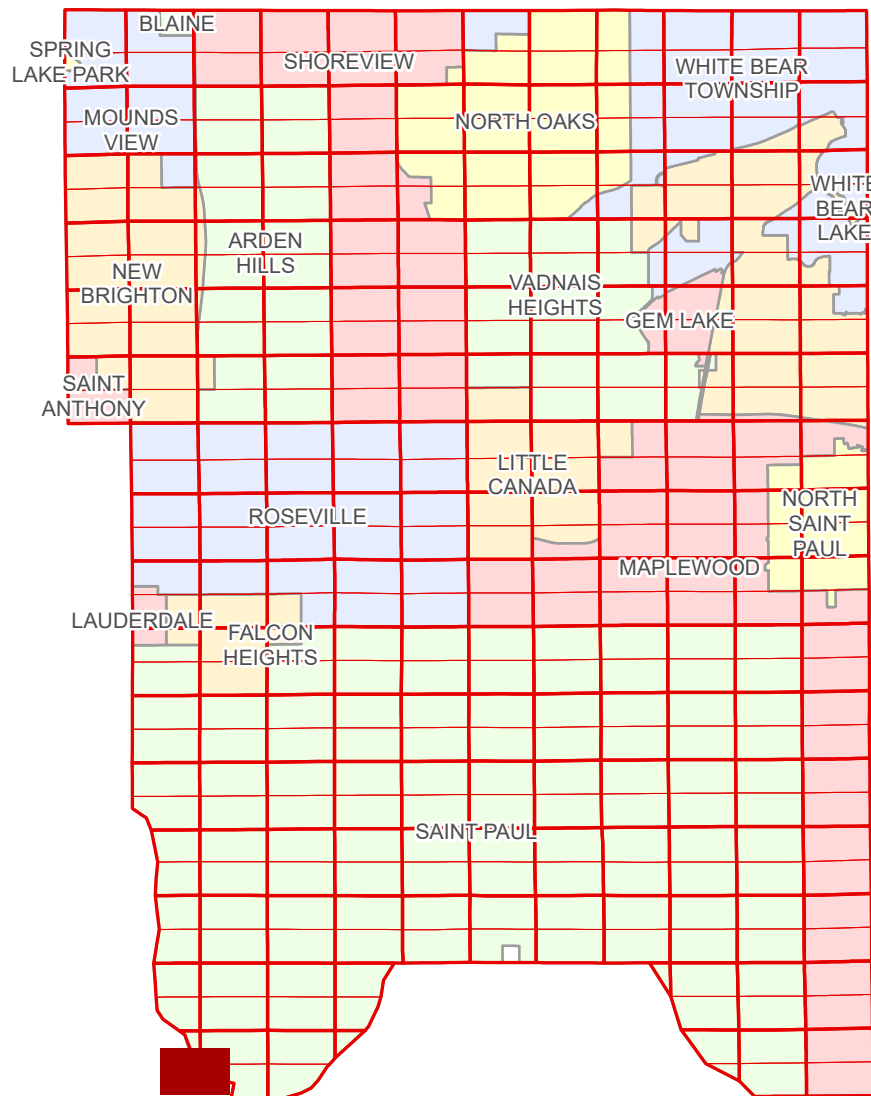 BLAINE
SPRING
LAKE PARK
SHOREVIEW
WHITE BEAR
TOWNSHIP
MOUNDS
VIEW
NORTH OAKS
WHITE
BEAR
LAKE
ARDEN
HILLS
NEW
BRIGHTON
VADNAIS
HEIGHTS
GEM LAKE
SAINT
ANTHONY
LITTLE
CANADA
ROSEVILLE
NORTH
SAINT
PAUL
MAPLEWOOD
LAUDERDALE
FALCON
HEIGHTS
SAINT PAUL